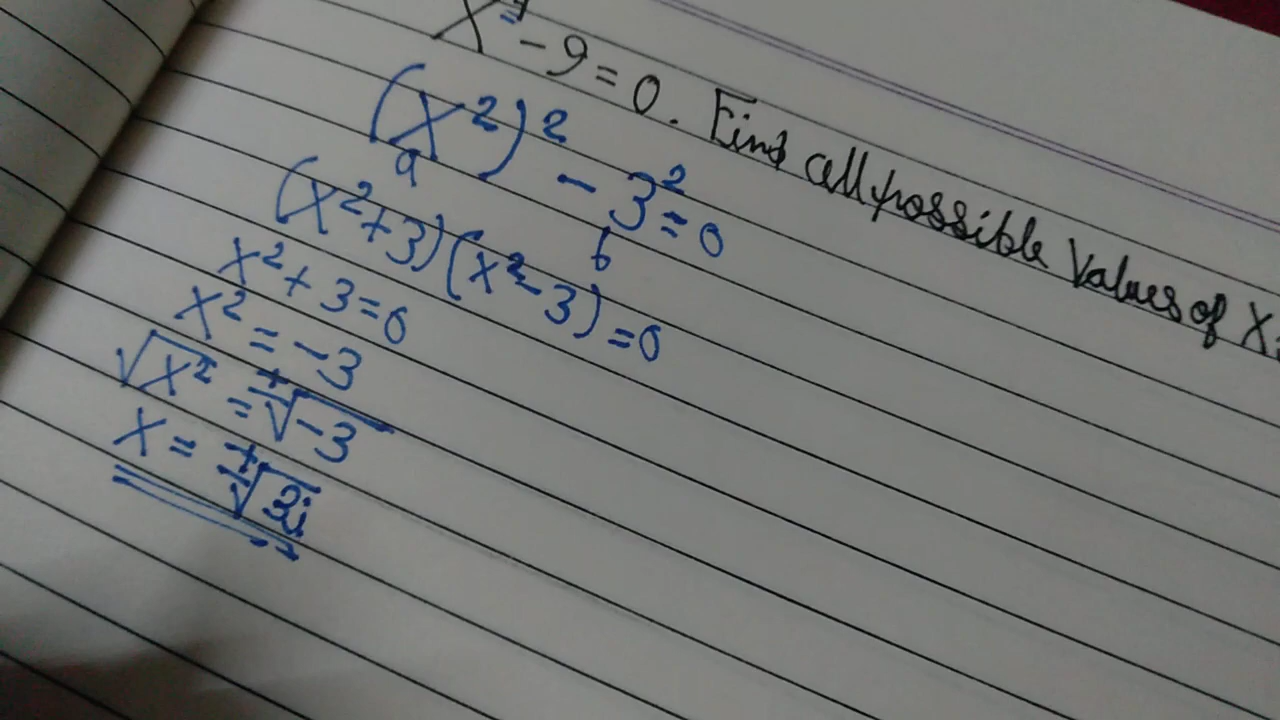 X⁴ - 9 = 0. Find all possible Values of X.
(X²)² - 3² = 0
a b
(X² + 3)(X² - 3) = 0
X² + 3 = 0
X² = -3
√X² = ±√-3
X = ±√3i